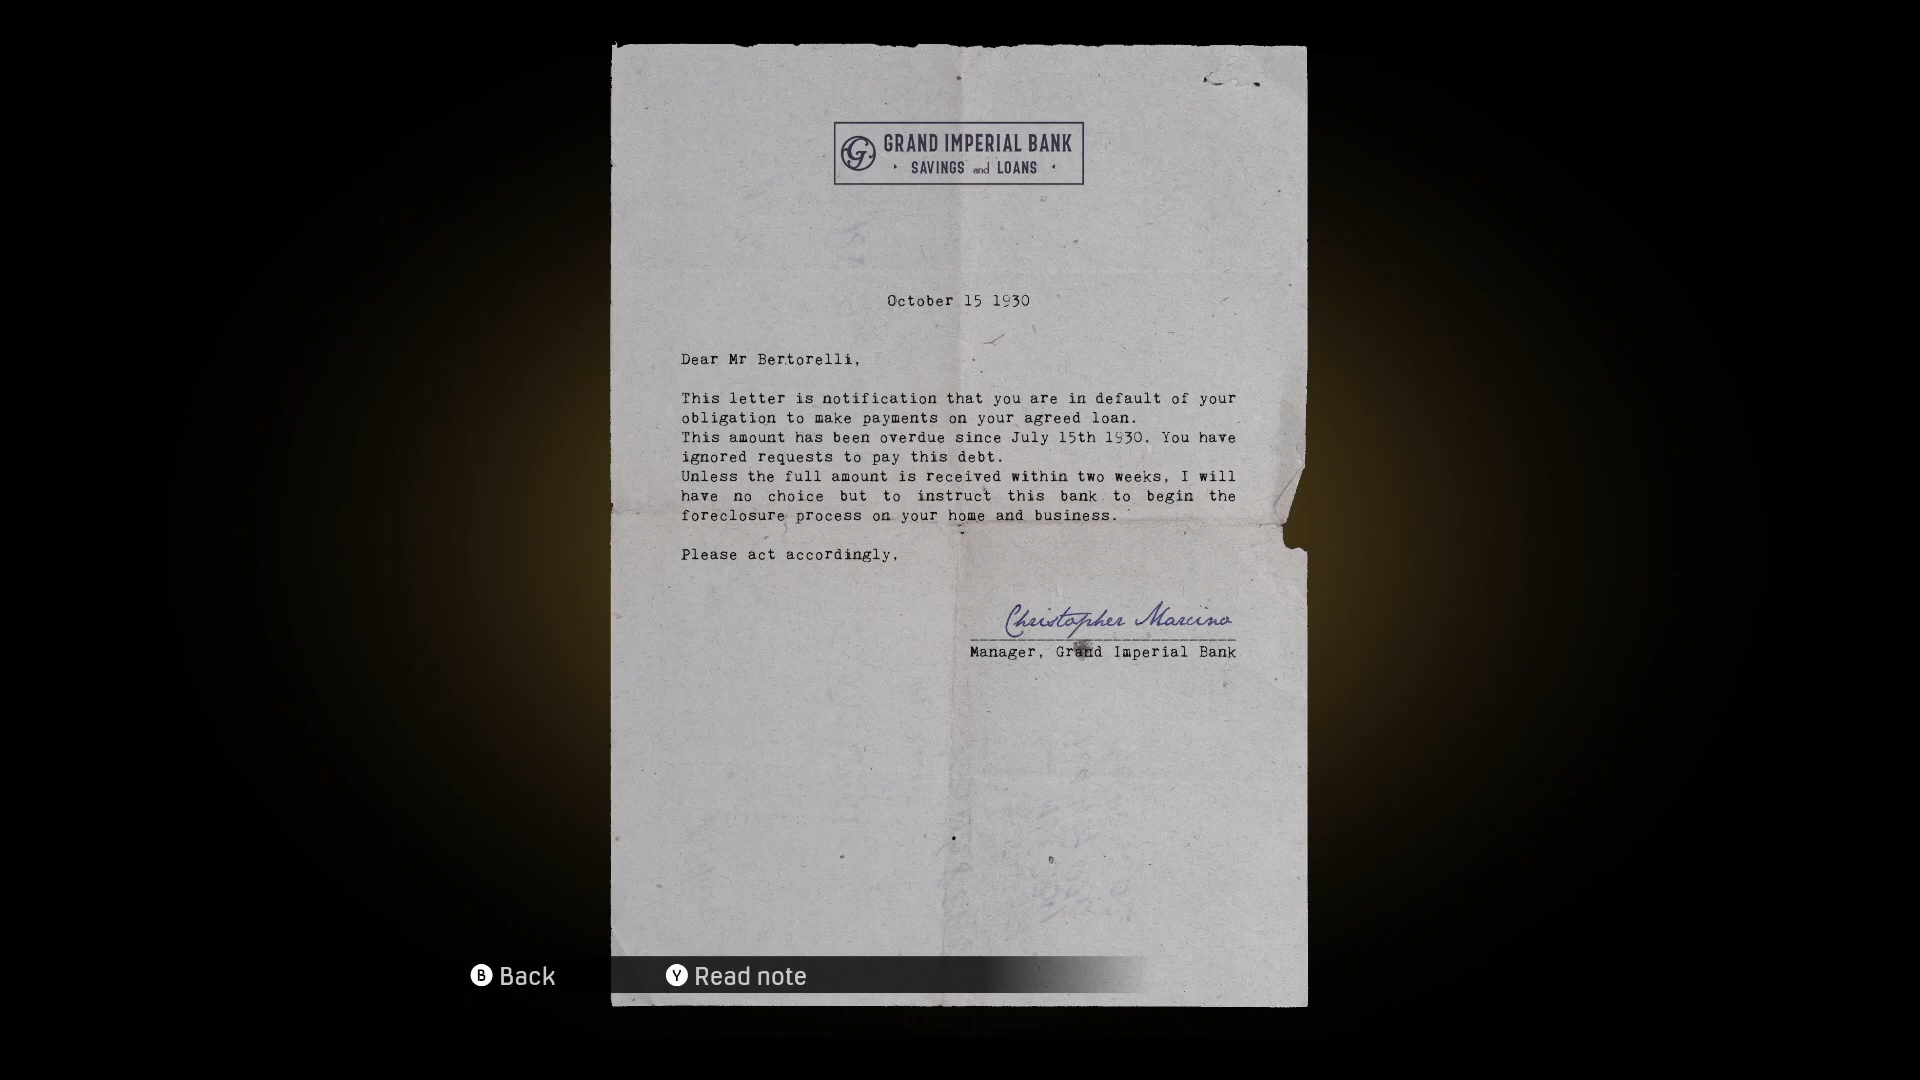 GRAND IMPERIAL BANK
SAVINGS and LOANS
October 15 1930
Dear Mr Bertorelli,
This letter is notification that you are in default of your
obligation to make payments on your agreed loan.
This amount has been overdue since July 15th 1930. You have
ignored requests to pay this debt.
Unless the full amount is received within two weeks, I will
have no choice but to instruct this bank to begin the
foreclosure process on your home and business.
Please act accordingly,
Christopher Marcino
Manager, Grand Imperial Bank
B Back
Y Read note